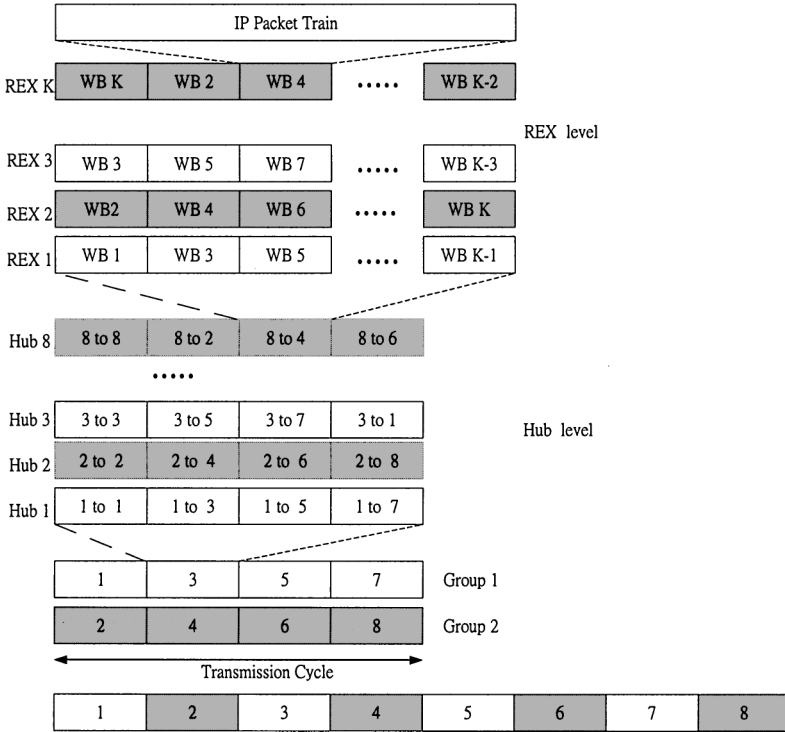 IP Packet Train
REX K WB K WB 2 WB 4 ..... WB K-2
REX level
REX 3 WB 3 WB 5 WB 7 ..... WB K-3
REX 2 WB2 WB 4 WB 6 ..... WB K
REX 1 WB 1 WB 3 WB 5 ..... WB K-1
Hub 8 8 to 8 8 to 2 8 to 4 8 to 6
.....
Hub 3 3 to 3 3 to 5 3 to 7 3 to 1
Hub level
Hub 2 2 to 2 2 to 4 2 to 6 2 to 8
Hub 1 1 to 1 1 to 3 1 to 5 1 to 7
1 3 5 7 Group 1
2 4 6 8 Group 2
Transmission Cycle
1 2 3 4 5 6 7 8